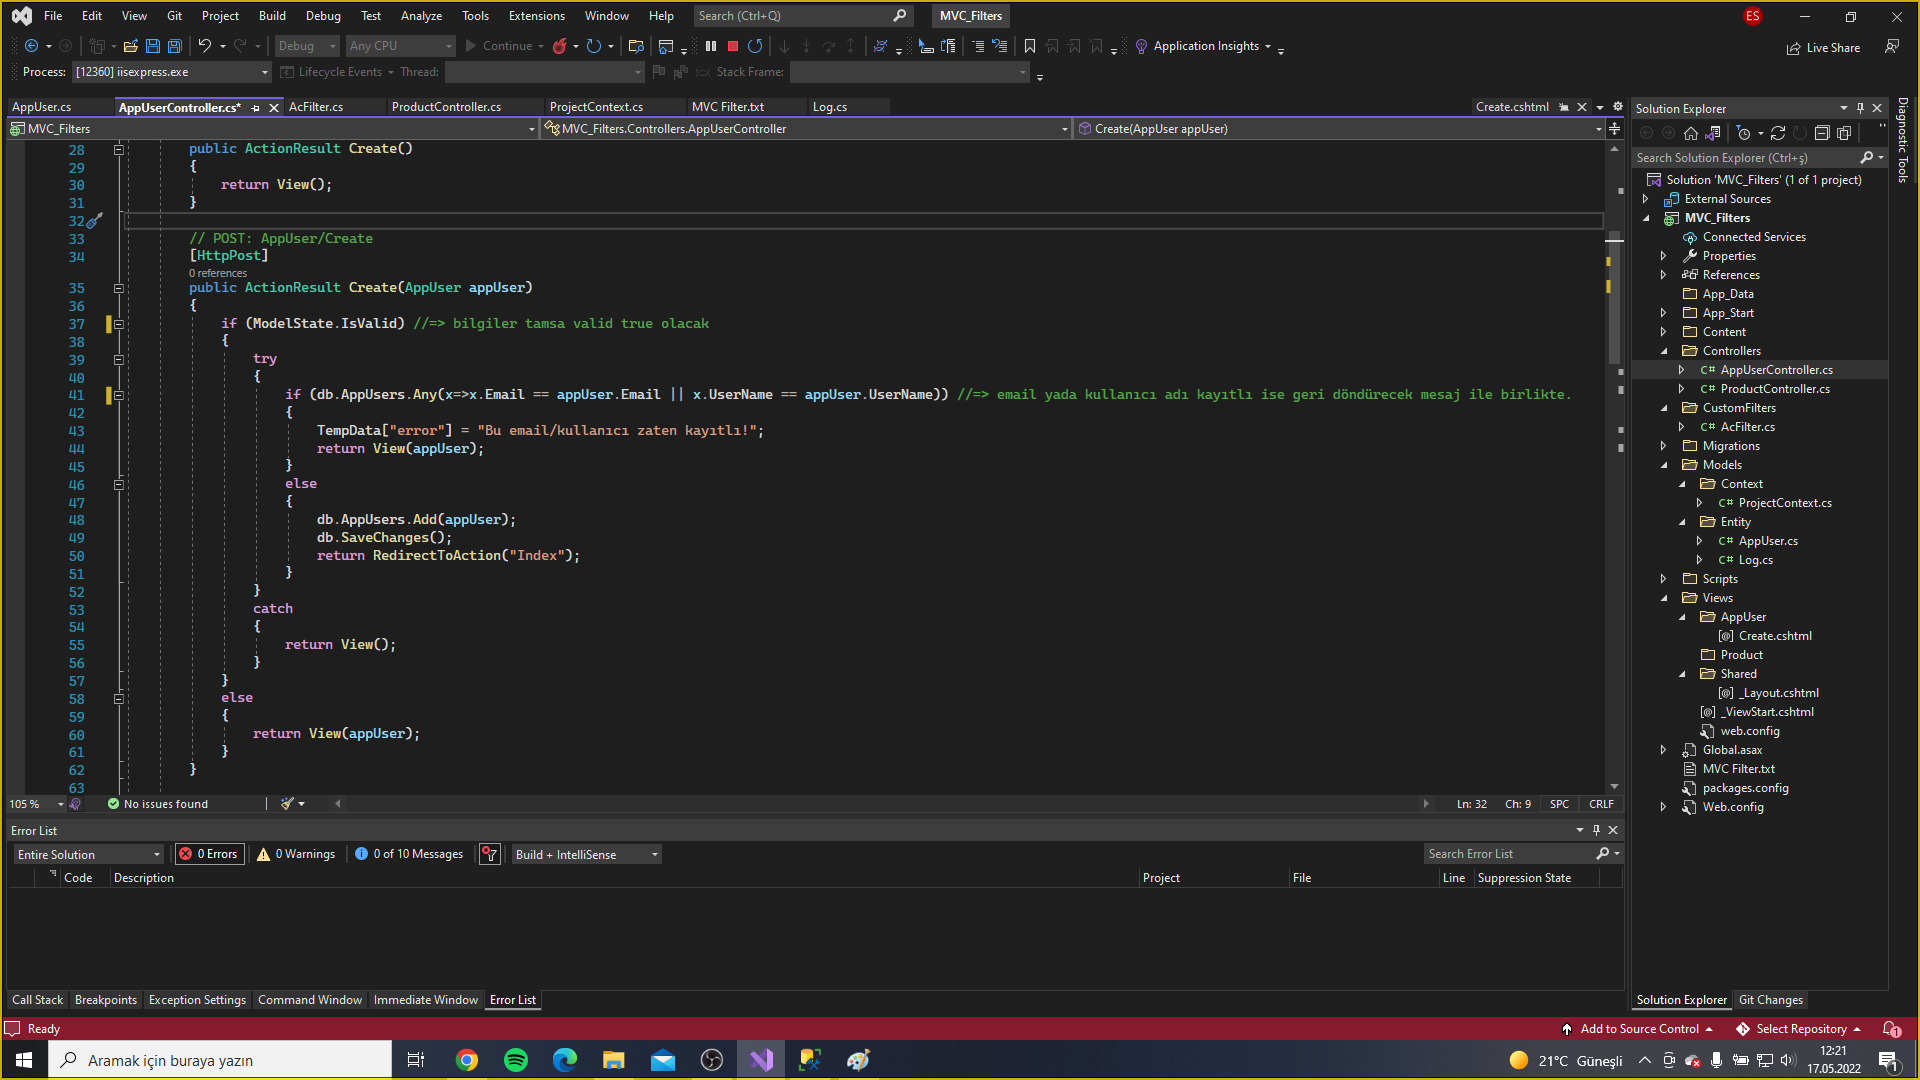 File Edit View Git Project Build Debug Test Analyze Tools Extensions Window Help Search (Ctrl+Q) MVC_Filters ES
Debug Any CPU Continue Application Insights Live Share
Process: [12360] iisexpress.exe Lifecycle Events Thread: Stack Frame:
AppUser.cs AppUserController.cs* AcFilter.cs ProductController.cs ProjectContext.cs MVC Filter.txt Log.cs Create.cshtml
MVC_Filters MVC_Filters.Controllers.AppUserController Create(AppUser appUser)
28 public ActionResult Create()
29 {
30 return View();
31 }
32
33 // POST: AppUser/Create
34 [HttpPost]
0 references
35 public ActionResult Create(AppUser appUser)
36 {
37 if (ModelState.IsValid) //=> bilgiler tamsa valid true olacak
38 {
39 try
40 {
41 if (db.AppUsers.Any(x=>x.Email == appUser.Email || x.UserName == appUser.UserName)) //=> email yada kullanıcı adı kayıtlı ise geri döndürecek mesaj ile birlikte.
42 {
43 TempData["error"] = "Bu email/kullanıcı zaten kayıtlı!";
44 return View(appUser);
45 }
46 else
47 {
48 db.AppUsers.Add(appUser);
49 db.SaveChanges();
50 return RedirectToAction("Index");
51 }
52 }
53 catch
54 {
55 return View();
56 }
57 }
58 else
59 {
60 return View(appUser);
61 }
62 }
63
105 % No issues found Ln: 32 Ch: 9 SPC CRLF
Error List
Entire Solution 0 Errors 0 Warnings 0 of 10 Messages Build + IntelliSense Search Error List
Code Description Project File Line Suppression State
Call Stack Breakpoints Exception Settings Command Window Immediate Window Error List
Solution Explorer
Search Solution Explorer (Ctrl+ş)
Solution 'MVC_Filters' (1 of 1 project)
External Sources
MVC_Filters
Connected Services
Properties
References
App_Data
App_Start
Content
Controllers
C# AppUserController.cs
C# ProductController.cs
CustomFilters
C# AcFilter.cs
Migrations
Models
Context
C# ProjectContext.cs
Entity
C# AppUser.cs
C# Log.cs
Scripts
Views
AppUser
[@] Create.cshtml
Product
Shared
[@] _Layout.cshtml
[@] _ViewStart.cshtml
web.config
Global.asax
MVC Filter.txt
packages.config
Web.config
Solution Explorer Git Changes
Diagnostic Tools
Ready Add to Source Control Select Repository 1
Aramak için buraya yazın 21°C Güneşli 12:21
17.05.2022 1